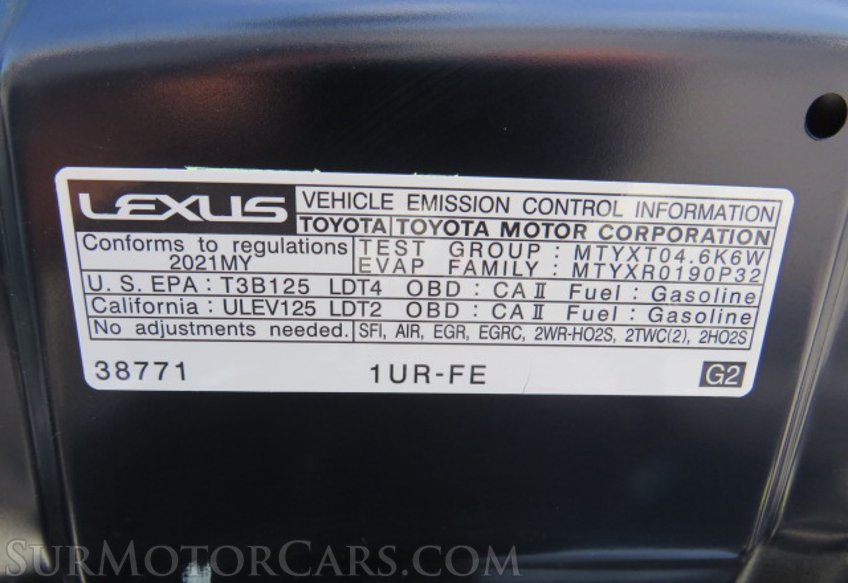 LEXUS VEHICLE EMISSION CONTROL INFORMATION
TOYOTA TOYOTA MOTOR CORPORATION
Conforms to regulations
2021MY
TEST GROUP : MTYXT04.6K6W
EVAP FAMILY : MTYXR0190P32
U. S. EPA : T3B125 LDT4 OBD : CA II Fuel : Gasoline
California : ULEV125 LDT2 OBD : CA II Fuel : Gasoline
No adjustments needed. SFI, AIR, EGR, EGRC, 2WR-HO2S, 2TWC(2), 2HO2S
38771 1UR-FE G2
SURMOTORCARS.COM